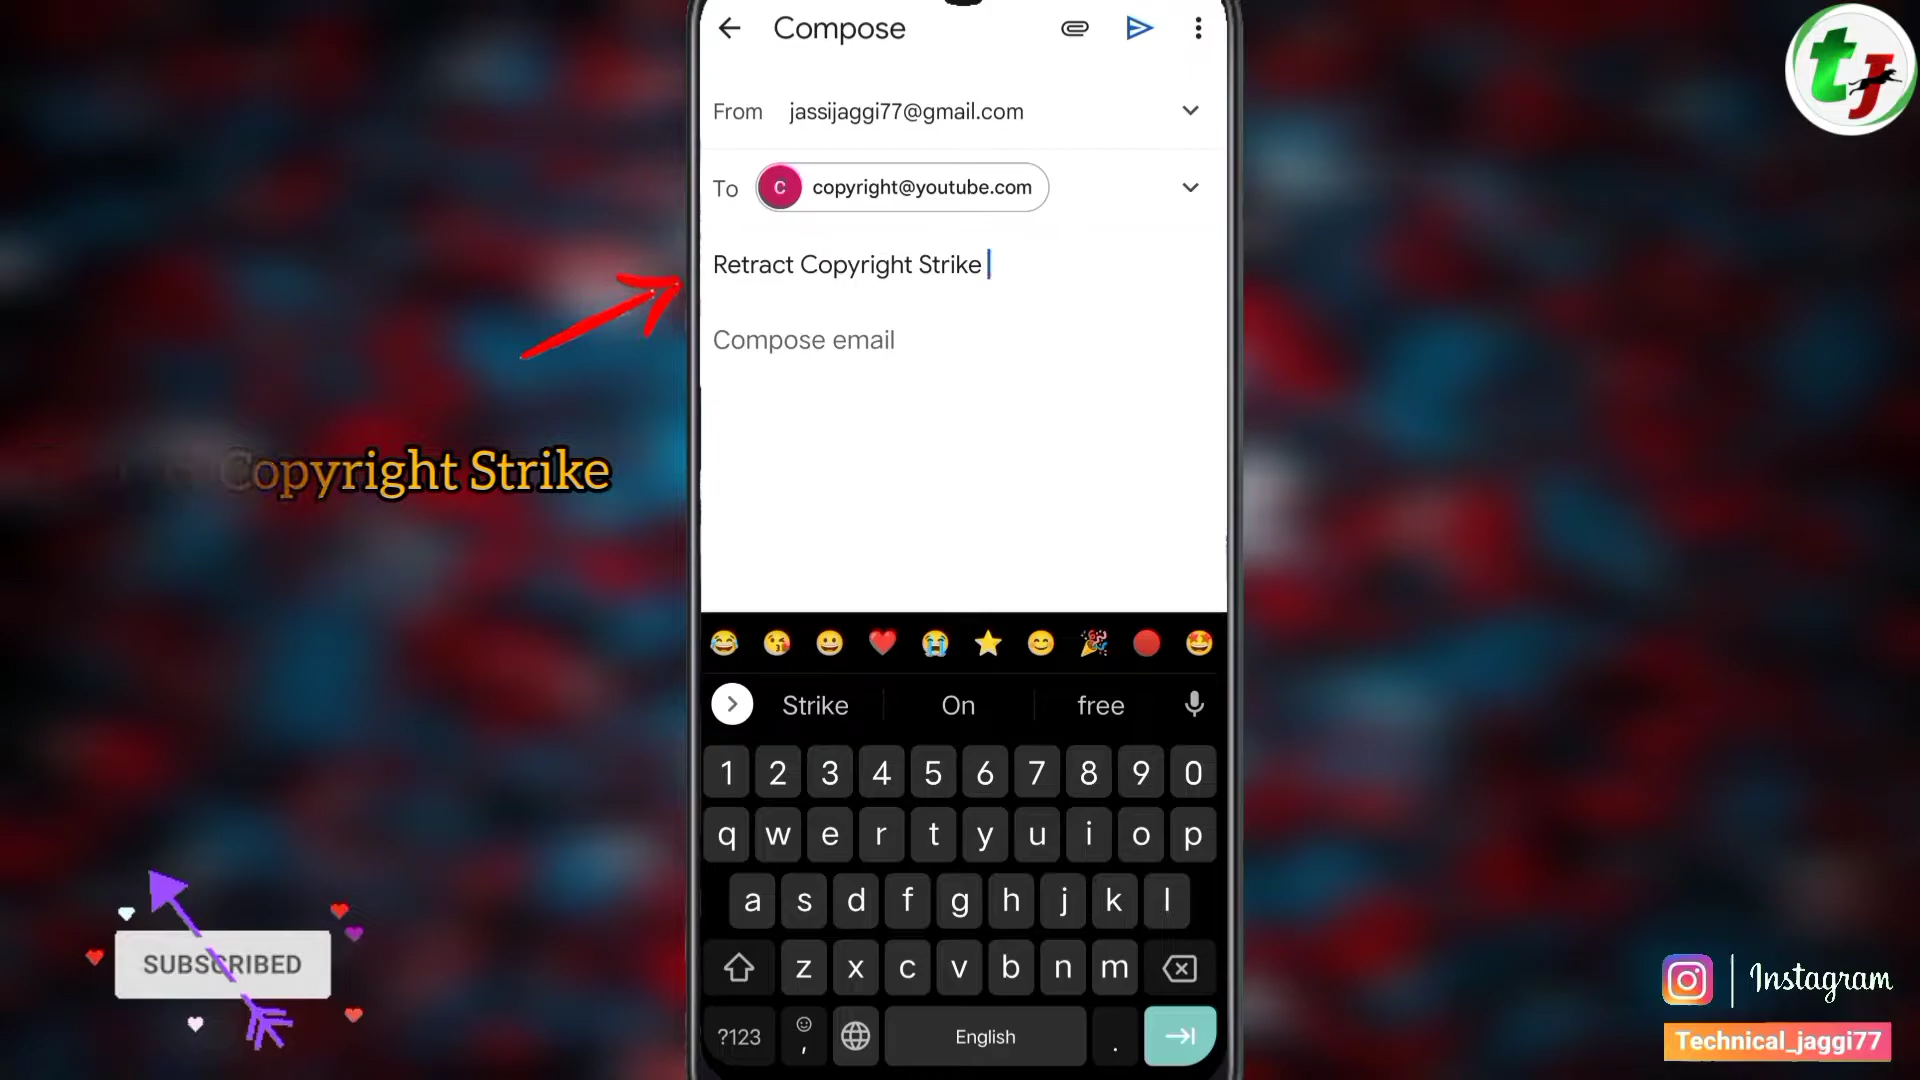 Compose
From jassijaggi77@gmail.com
To C copyright@youtube.com
Retract Copyright Strike
Compose email
Copyright Strike
Strike On free
1 2 3 4 5 6 7 8 9 0
q w e r t y u i o p
a s d f g h j k l
z x c v b n m
?123 , English .
SUBSCRIBED
tJ
Instagram
Technical_jaggi77